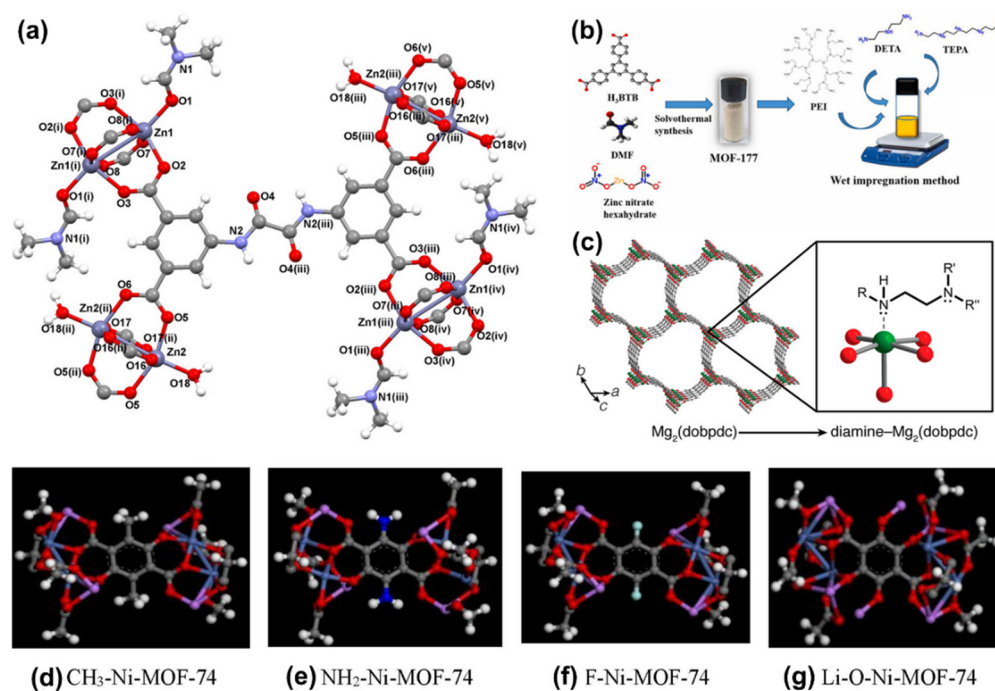 (a)
N1
O6(v)
Zn2(iii)
O17(v)
O5(v)
O18(iii)
O16(v)
O16(iii)
Zn2(v)
O17(iii)
O18(v)
O5(iii)
O6(iii)
O3(i)
O1
O2(i)
O8(i)
Zn1
O7(i)
O7
Zn1(i)
O8
O2
O1(i)
O3
N1(i)
O4
N2
N2(iii)
O4(iii)
N1(iv)
O3(iii)
O1(iv)
O2(iii)
O8(iii)
Zn1(iv)
O7(iii)
O7(iv)
Zn1(iii)
O8(iv)
O2(iv)
O1(iii)
O3(iv)
N1(iii)
O6
Zn2(ii)
O5
O18(ii)
O17
O17(ii)
O16(ii)
Zn2
O16
O5(ii)
O18
O5
(b)
H3BTB
DMF
Zinc nitrate
hexahydrate
Solvothermal
synthesis
MOF-177
PEI
DETA
TEPA
Wet impregnation method
(c)
b
a
c
R
H
N
R'
N
R"
Mg2(dobpdc)
diamine–Mg2(dobpdc)
(d) CH3-Ni-MOF-74
(e) NH2-Ni-MOF-74
(f) F-Ni-MOF-74
(g) Li-O-Ni-MOF-74